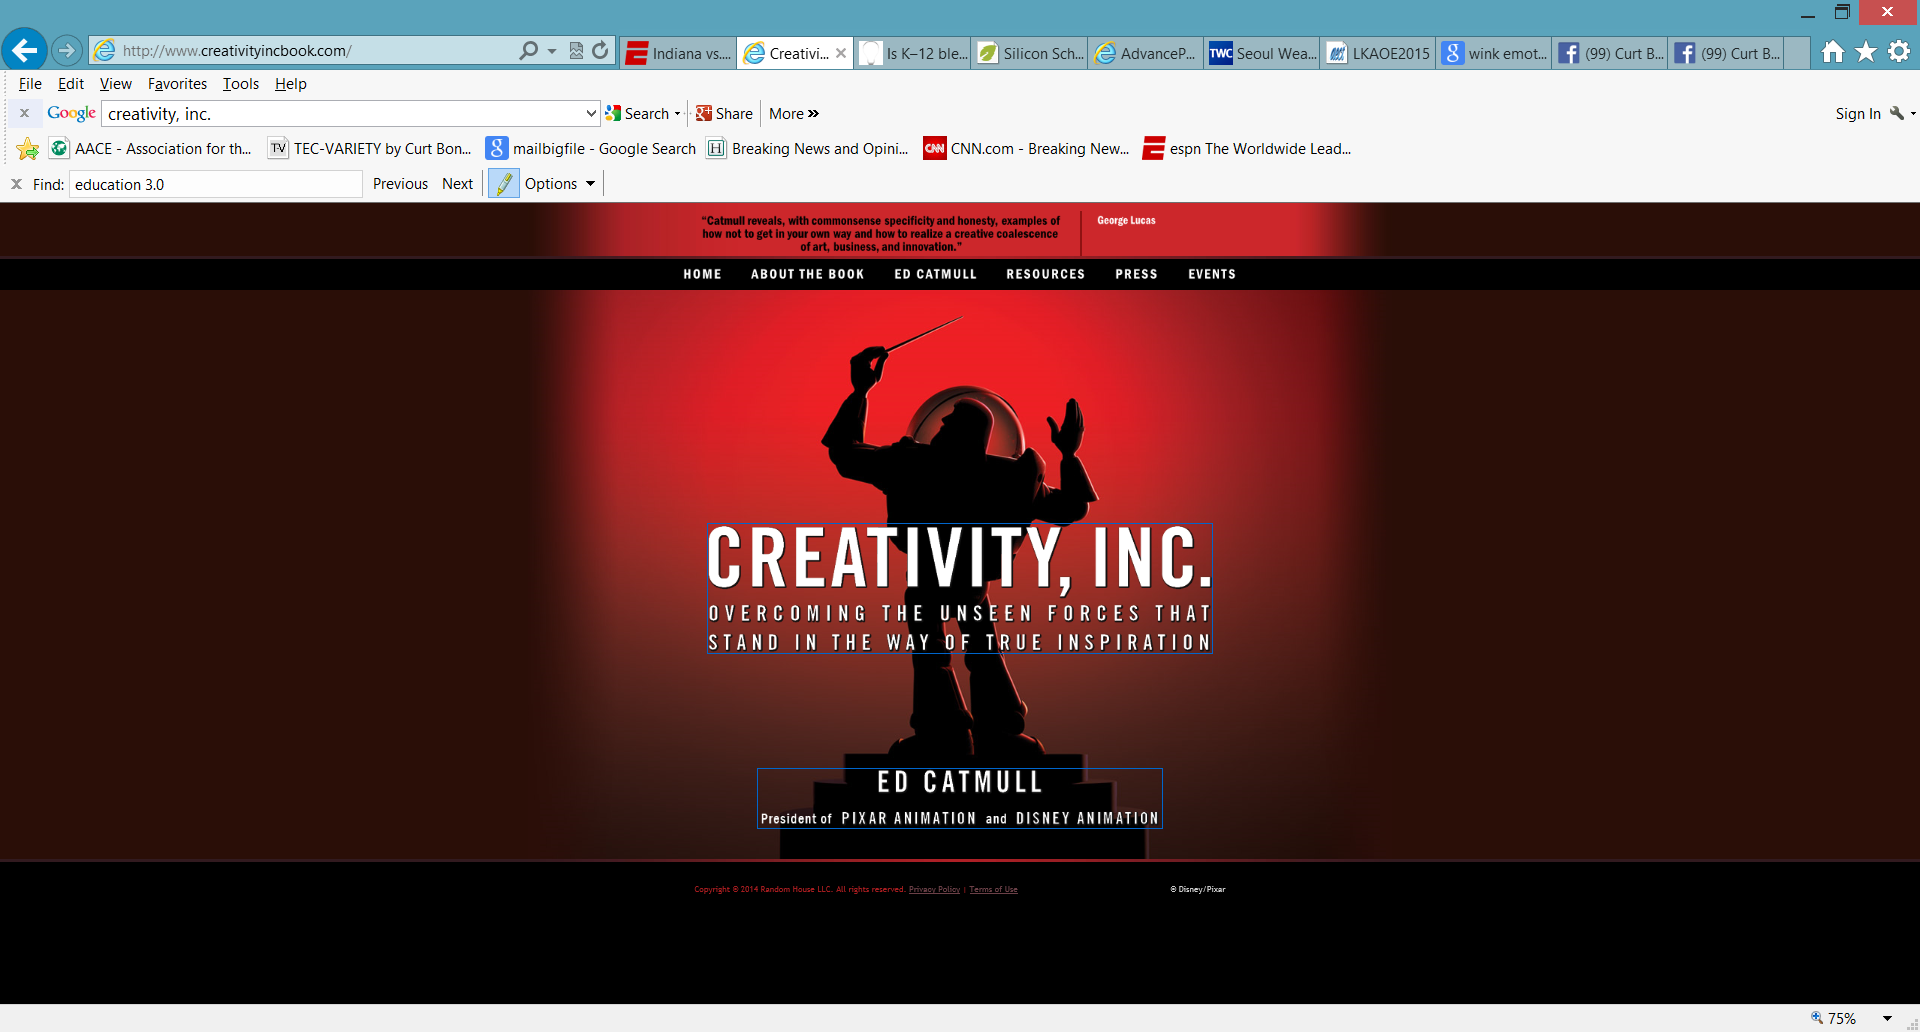 http://www.creativityincbook.com/
Indiana vs....
Creativi...
Is K–12 ble...
Silicon Sch...
AdvanceP...
TWC Seoul Wea...
LKAOE2015
g wink emot...
(99) Curt B...
(99) Curt B...
File Edit View Favorites Tools Help
x Google creativity, inc. Search Share More »
Sign In
AACE - Association for th...
T-V TEC-VARIETY by Curt Bon...
g mailbigfile - Google Search
H Breaking News and Opini...
CNN CNN.com - Breaking New...
espn The Worldwide Lead...
x Find: education 3.0 Previous Next Options
“Catmull reveals, with commonsense specificity and honesty, examples of
how not to get in your own way and how to realize a creative coalescence
of art, business, and innovation.”
George Lucas
HOME ABOUT THE BOOK ED CATMULL RESOURCES PRESS EVENTS
CREATIVITY, INC.
OVERCOMING THE UNSEEN FORCES THAT
STAND IN THE WAY OF TRUE INSPIRATION
ED CATMULL
President of PIXAR ANIMATION and DISNEY ANIMATION
Copyright © 2014 Random House LLC. All rights reserved. Privacy Policy | Terms of Use
© Disney/Pixar
75%